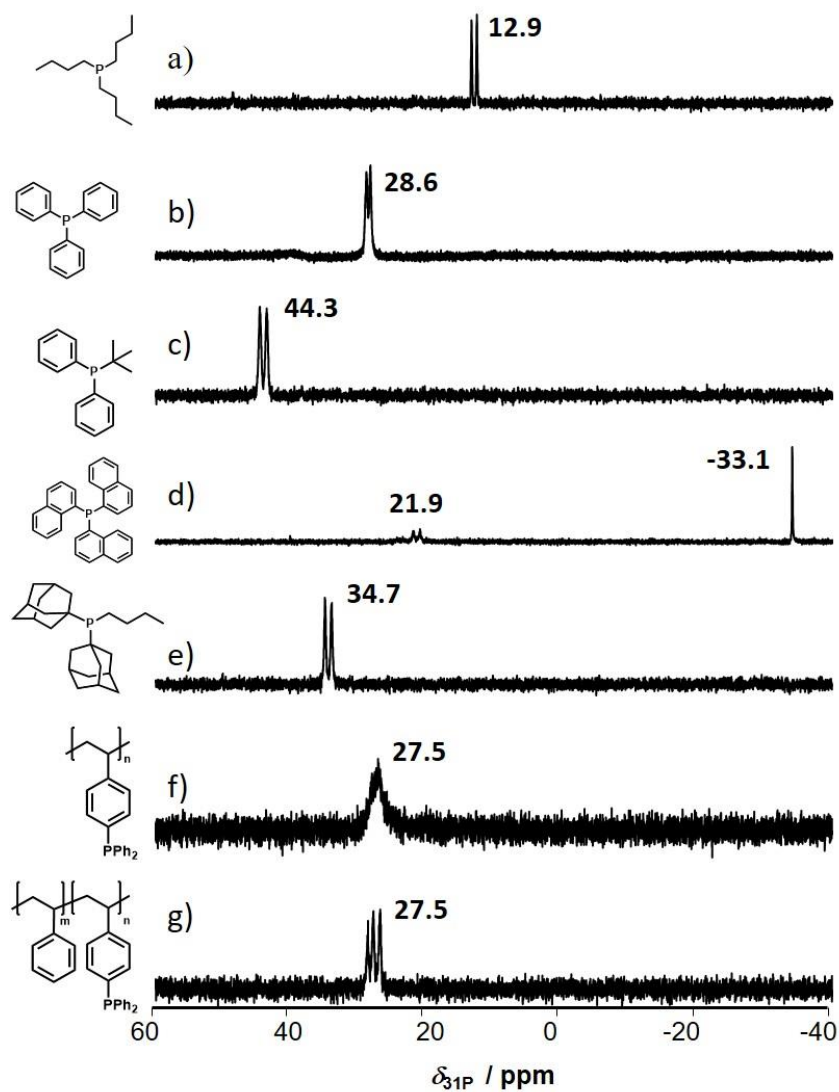 P
a)
12.9
P
b)
28.6
P
c)
44.3
P
d)
21.9
-33.1
P
e)
34.7
n
PPh₂
f)
27.5
m
n
PPh₂
g)
27.5
60
40
20
0
-20
-40
δ31P / ppm